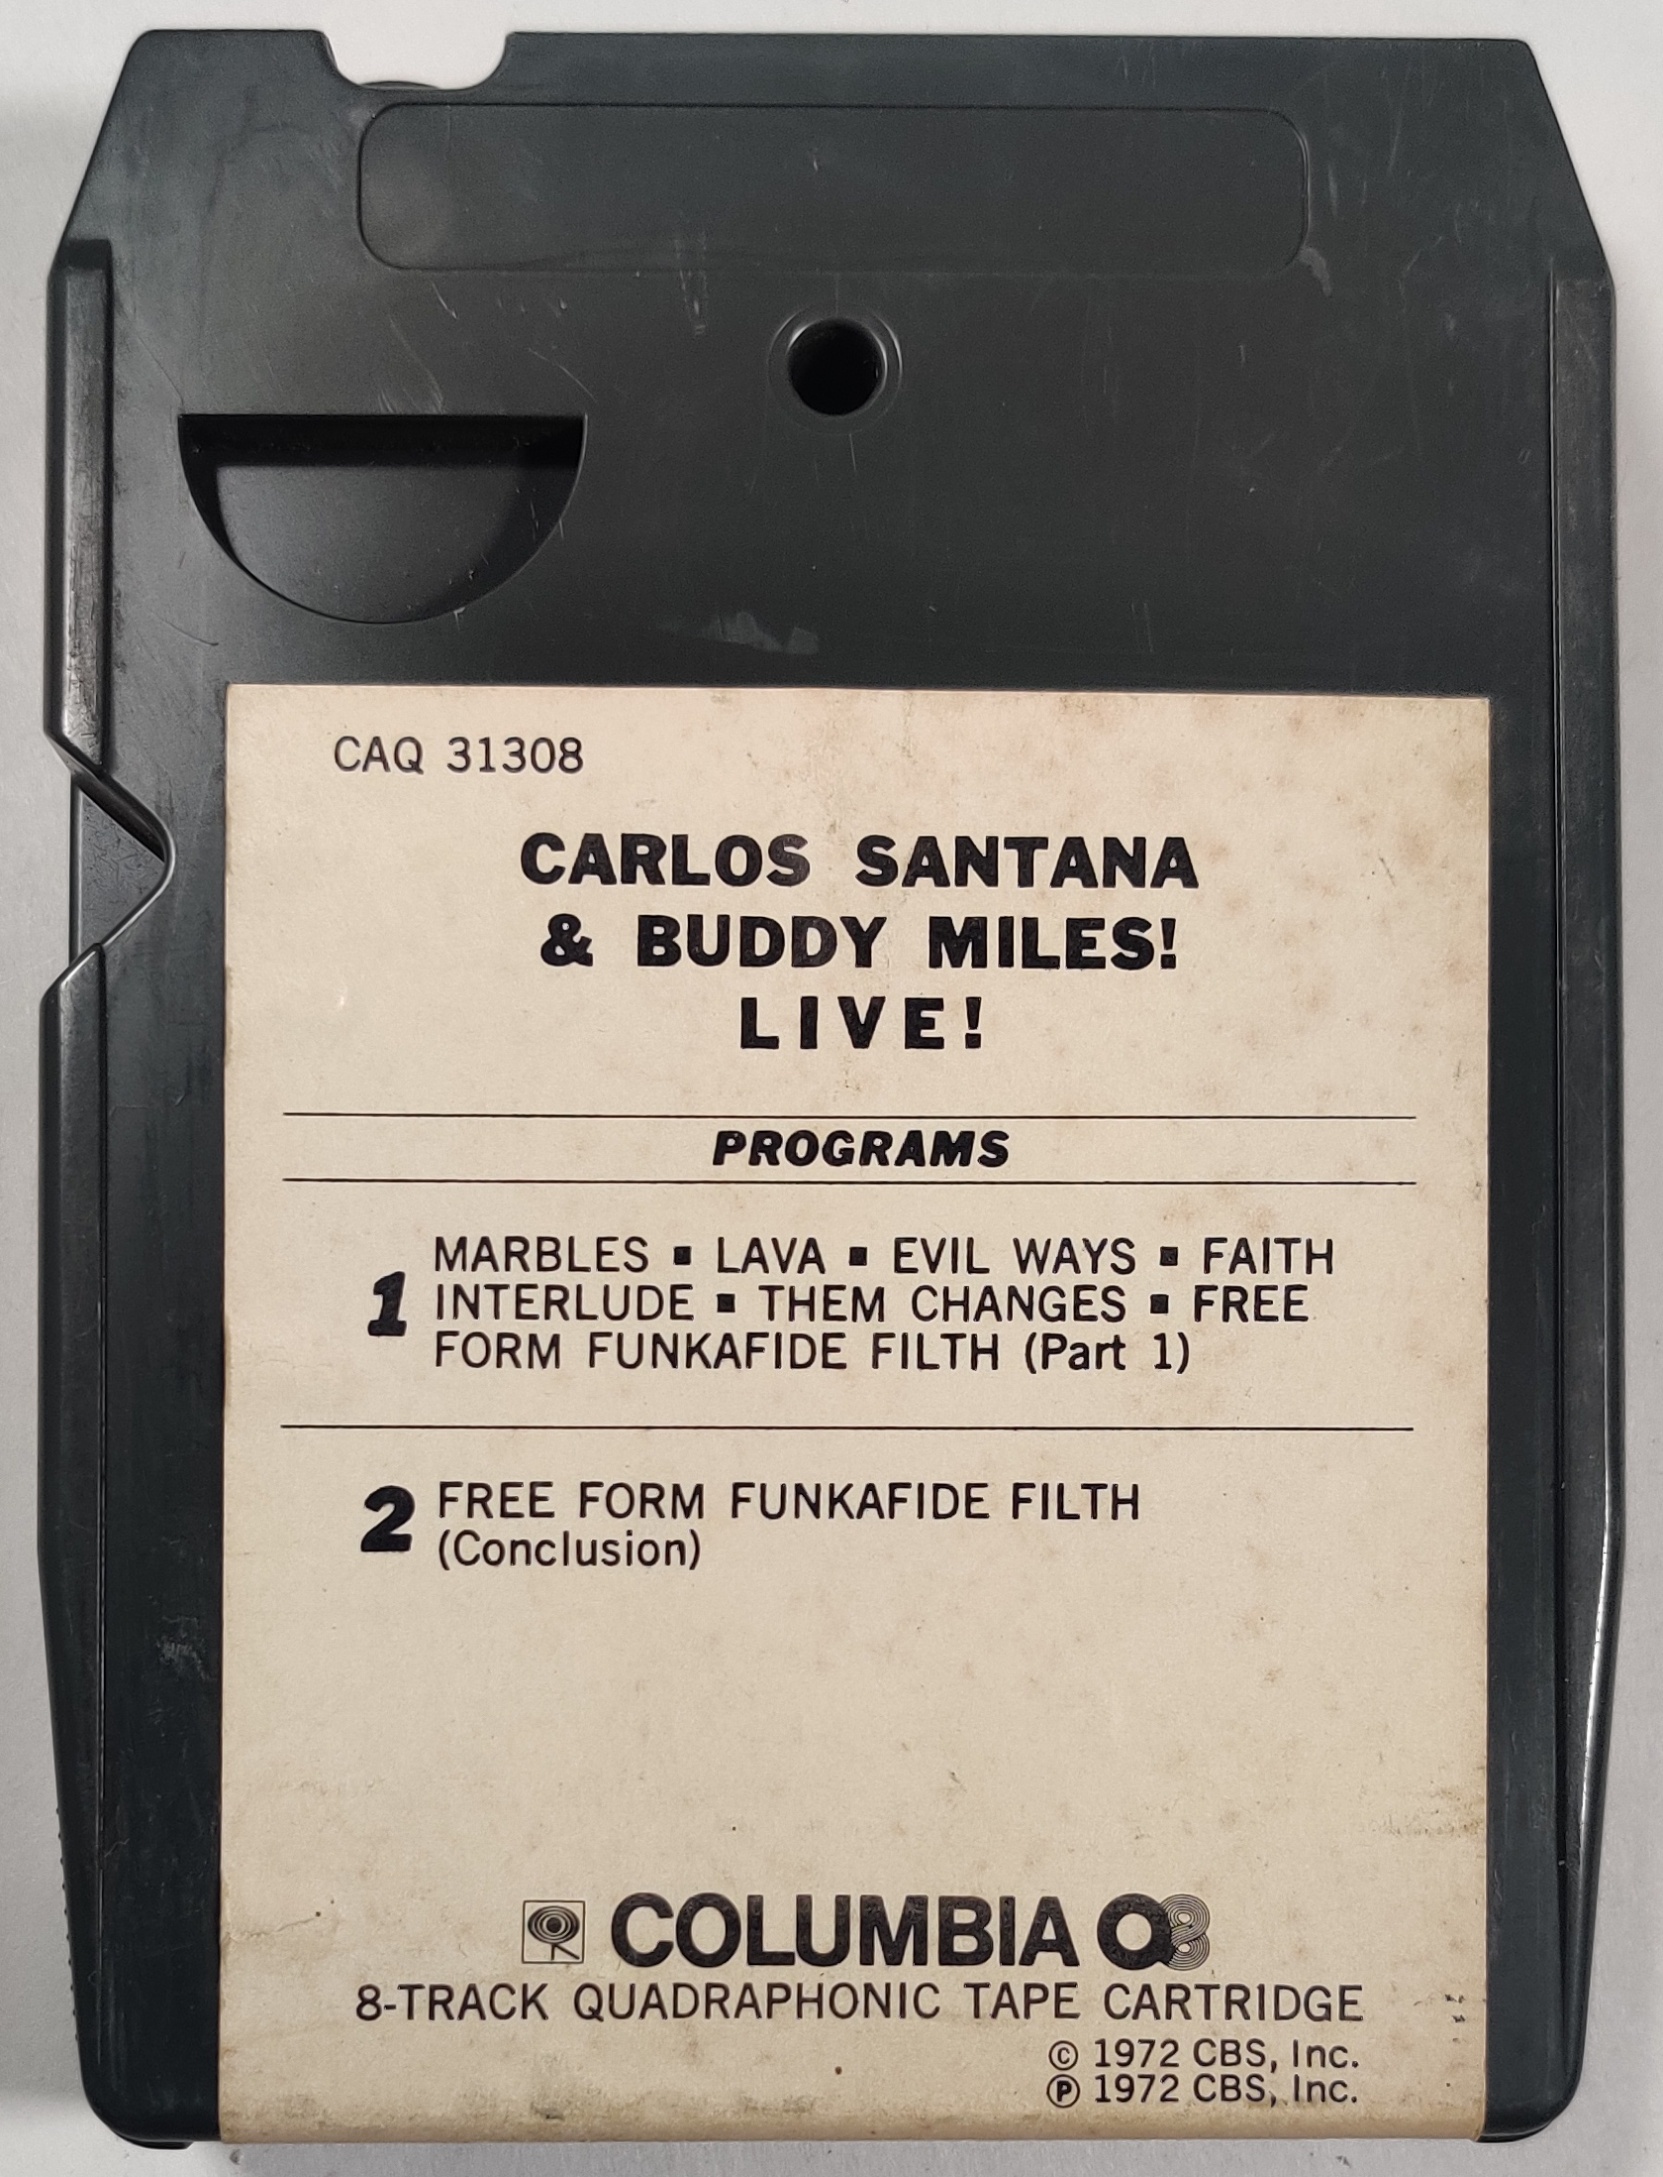 CAQ 31308
CARLOS SANTANA
& BUDDY MILES!
LIVE!
PROGRAMS
1 MARBLES ▪ LAVA ▪ EVIL WAYS ▪ FAITH
INTERLUDE ▪ THEM CHANGES ▪ FREE
FORM FUNKAFIDE FILTH (Part 1)
2 FREE FORM FUNKAFIDE FILTH
(Conclusion)
COLUMBIA Q8
8-TRACK QUADRAPHONIC TAPE CARTRIDGE
© 1972 CBS, Inc.
℗ 1972 CBS, Inc.